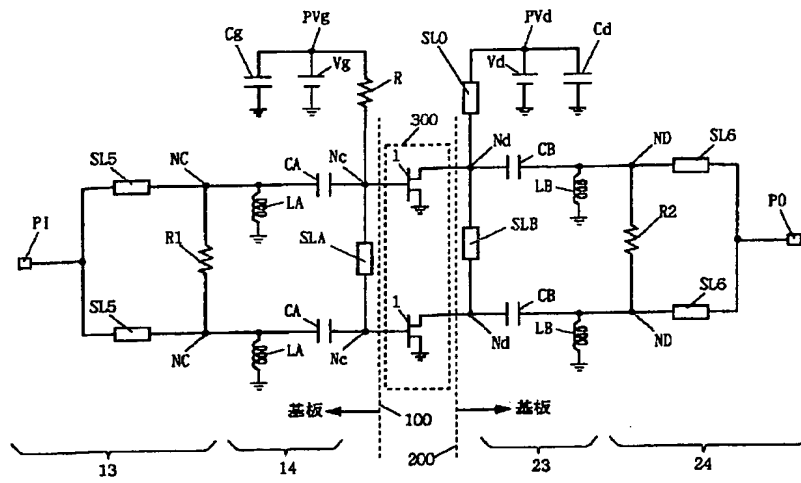 PVg
PVd
Cg
Vg
R
SLO
Vd
Cd
300
1
Nd
CB
ND
SL6
SL5
NC
CA
Nc
LA
LB
PI
R1
SLA
SLB
R2
PO
SL5
NC
CA
Nc
1
Nd
CB
ND
SL6
LA
LB
基板
100
基板
200
13
14
23
24